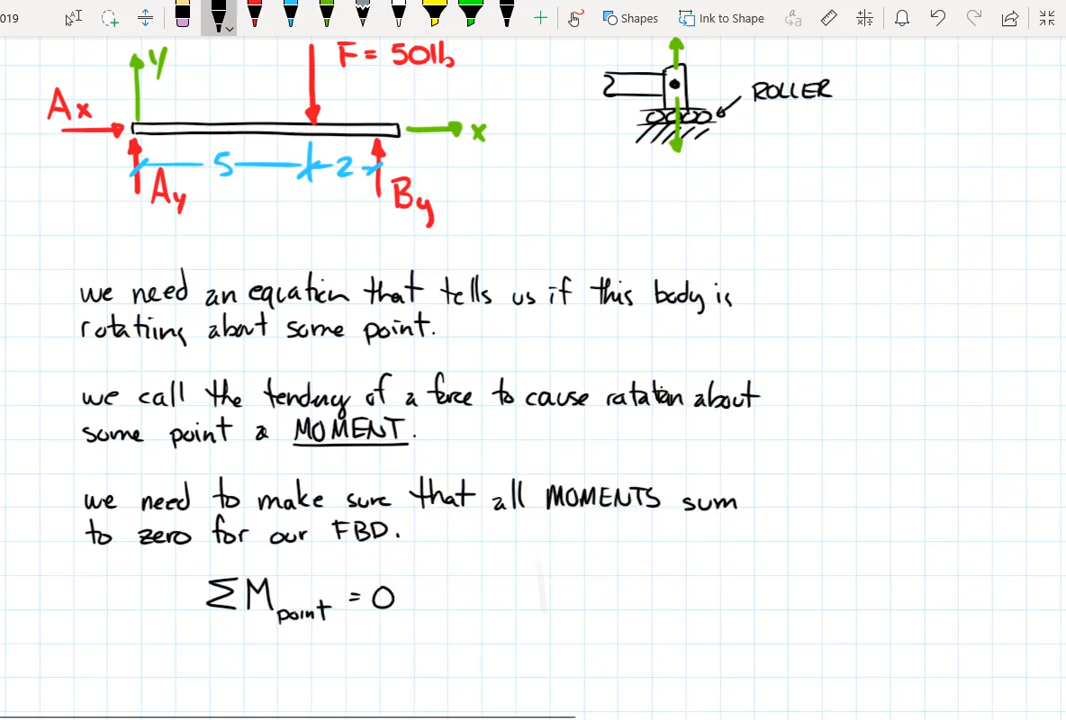 Shapes
Ink to Shape
y
F = 50lb
Ax
x
5
2
Ay
By
ROLLER
we need an equation that tells us if this body is
rotatiing about some point.
we call the tendency of a force to cause rotation about
some point a MOMENT.
we need to make sure that all MOMENTS sum
to zero for our FBD.
ΣM point = 0
019